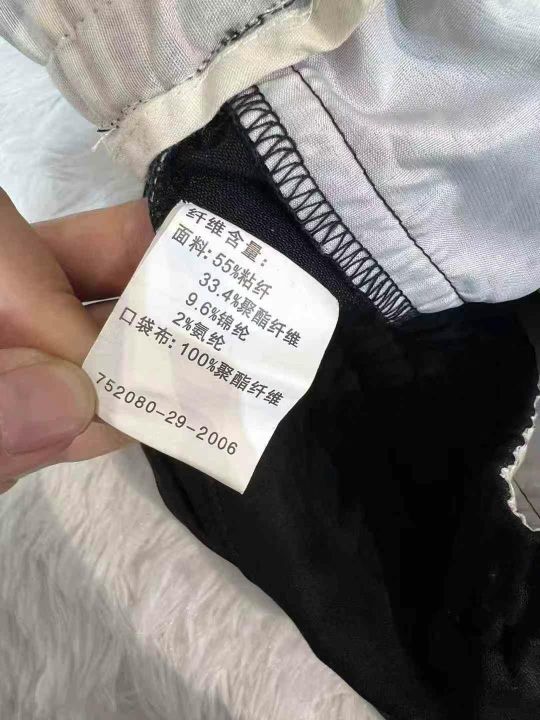 纤维含量:
面料:55%粘纤
33.4%聚酯纤维
9.6%锦纶
2%氨纶
口袋布:100%聚酯纤维
752080-29-2006